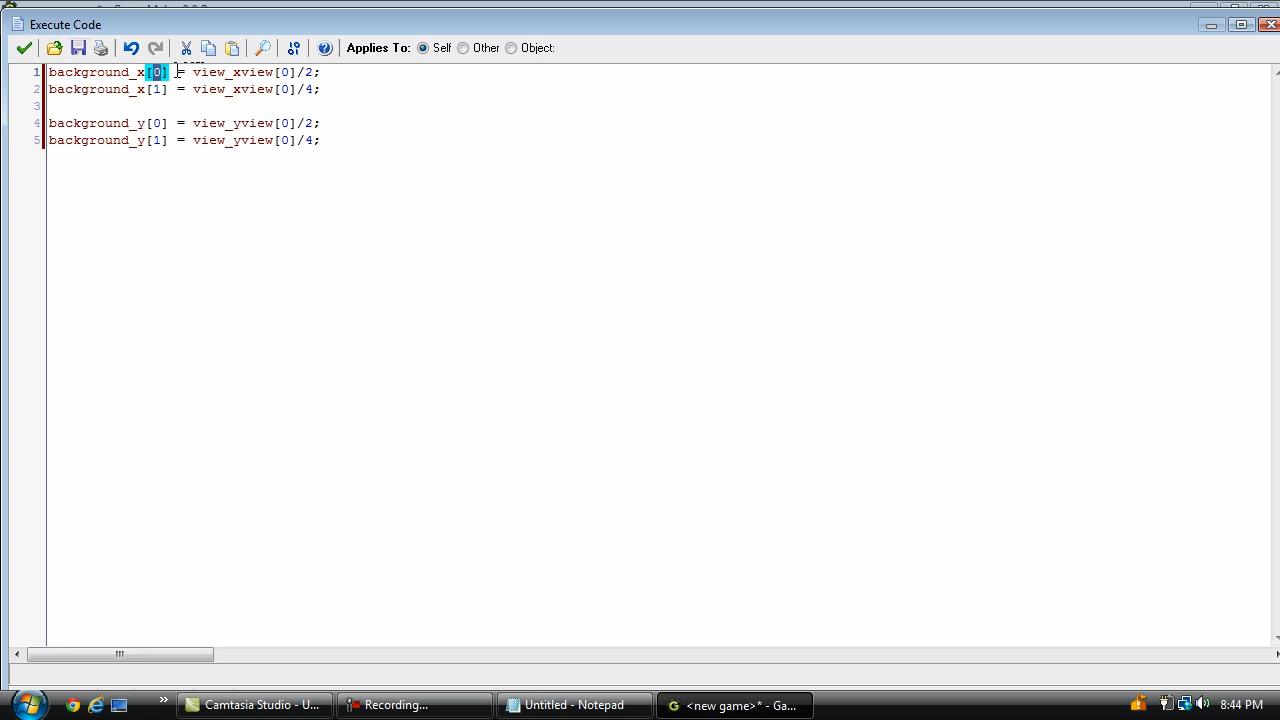 Execute Code
Applies To: Self Other Object:
1 background_x[0] = view_xview[0]/2;
2 background_x[1] = view_xview[0]/4;
3
4 background_y[0] = view_yview[0]/2;
5 background_y[1] = view_yview[0]/4;
» Camtasia Studio - U... Recording... Untitled - Notepad <new game>* - Ga... 8:44 PM